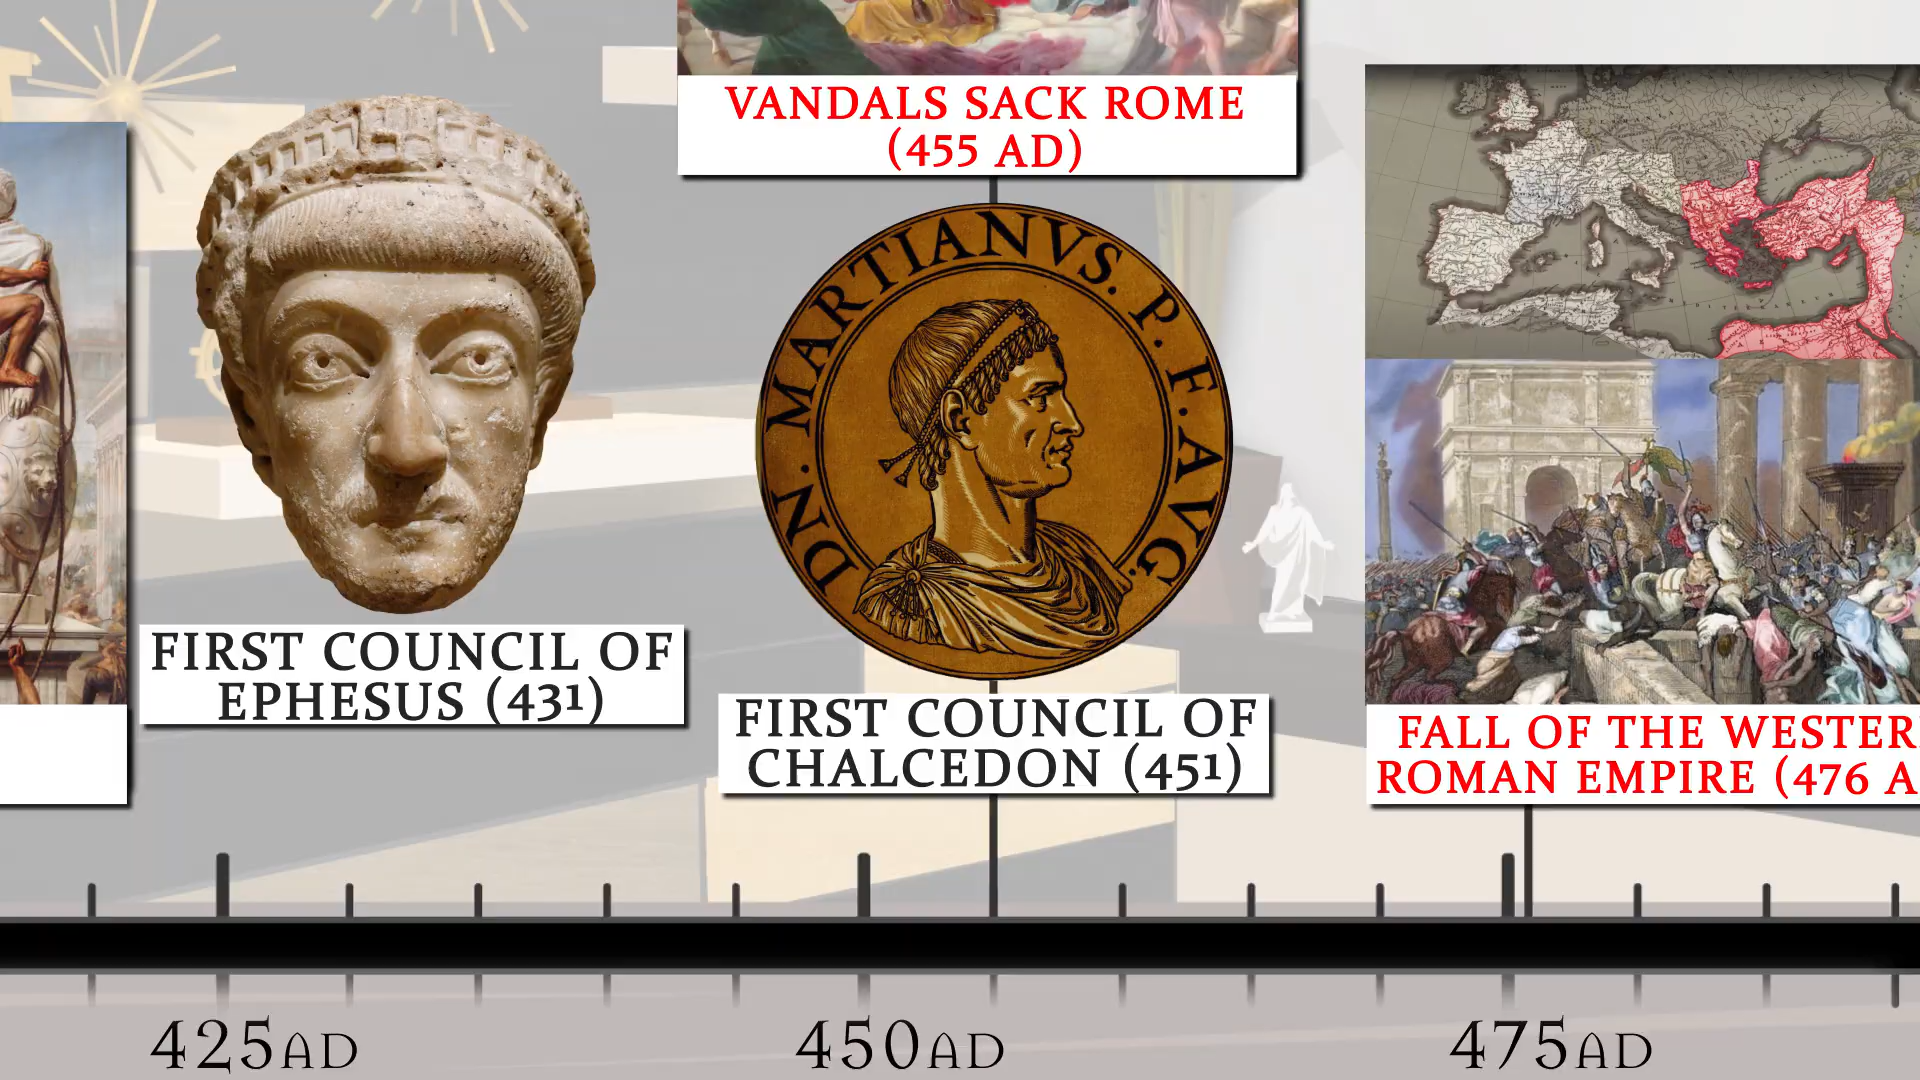 VANDALS SACK ROME
(455 AD)
DN. MARTIANVS. P. F. AVG.
FIRST COUNCIL OF
EPHESUS (431)
FIRST COUNCIL OF
CHALCEDON (451)
FALL OF THE WESTER
ROMAN EMPIRE (476 A
425AD
450AD
475AD